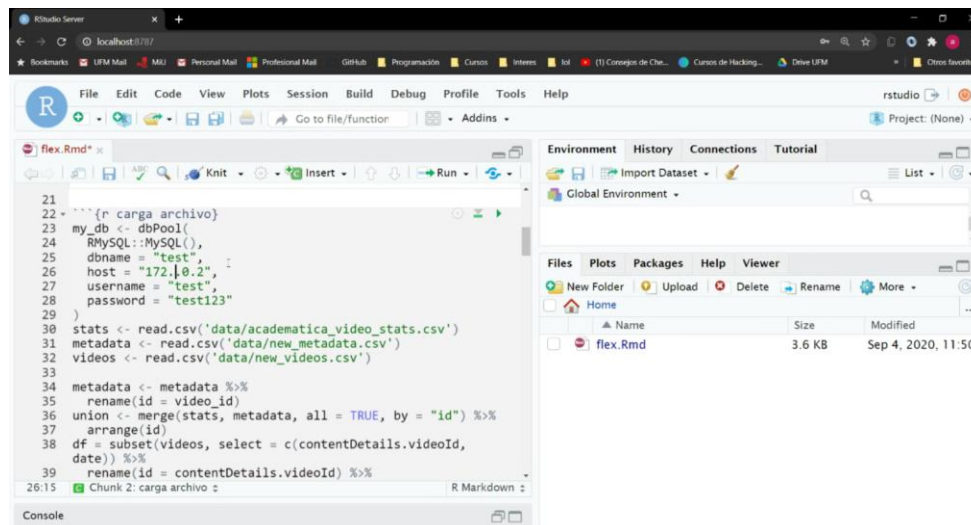 RStudio Server
localhost:8787
Bookmarks UFM Mail MiU Personal Mail Profesional Mail GitHub Programación Cursos Interes lol (1) Consejos de Che... Cursos de Hacking... Drive UFM Otros favorit
File Edit Code View Plots Session Build Debug Profile Tools Help
rstudio
Go to file/function Addins
Project: (None)
flex.Rmd*
ABC Knit Insert Run
21
22 ```{r carga archivo}
23 my_db <- dbPool(
24 RMySQL::MySQL(),
25 dbname = "test",
26 host = "172..0.2",
27 username = "test",
28 password = "test123"
29 )
30 stats <- read.csv('data/academatica_video_stats.csv')
31 metadata <- read.csv('data/new_metadata.csv')
32 videos <- read.csv('data/new_videos.csv')
33
34 metadata <- metadata %>%
35 rename(id = video_id)
36 union <- merge(stats, metadata, all = TRUE, by = "id") %>%
37 arrange(id)
38 df = subset(videos, select = c(contentDetails.videoId,
date)) %>%
39 rename(id = contentDetails.videoId) %>%
26:15 Chunk 2: carga archivo R Markdown
Console
Environment History Connections Tutorial
Import Dataset List
Global Environment
Files Plots Packages Help Viewer
New Folder Upload Delete Rename More
Home
Name Size Modified
flex.Rmd 3.6 KB Sep 4, 2020, 11:50